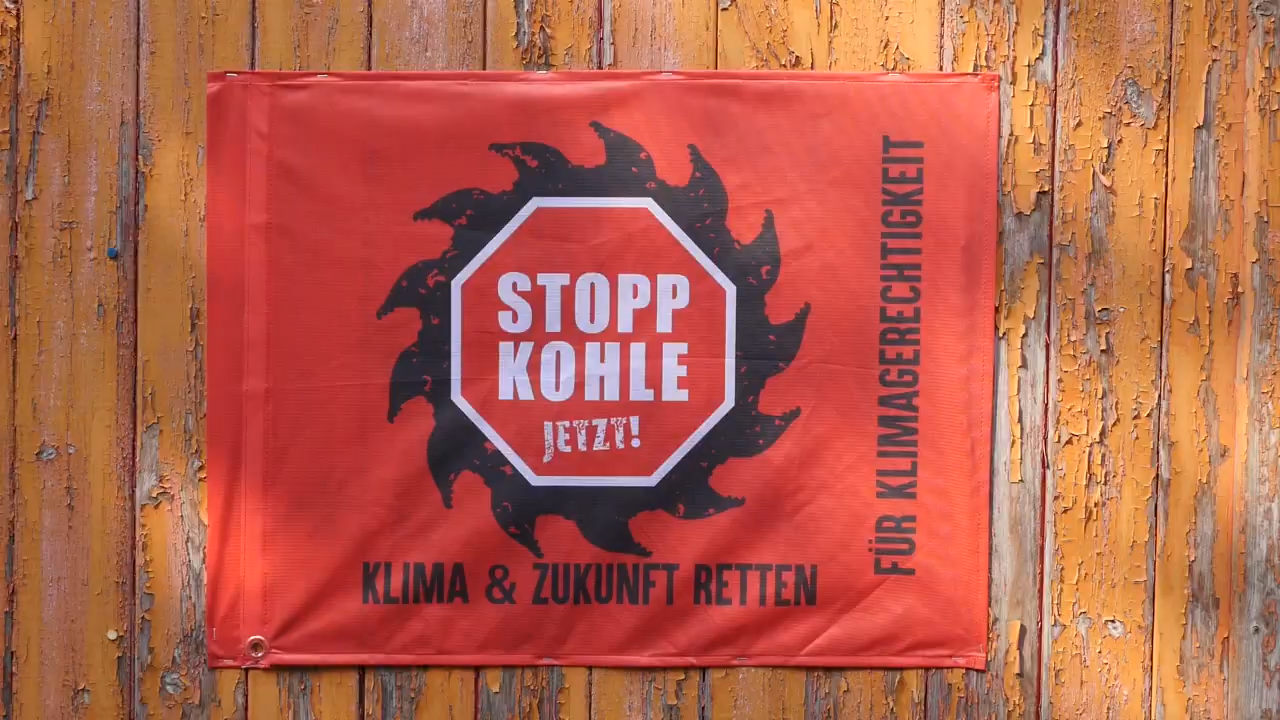 STOPP
KOHLE
JETZT!
KLIMA & ZUKUNFT RETTEN
FÜR KLIMAGERECHTIGKEIT